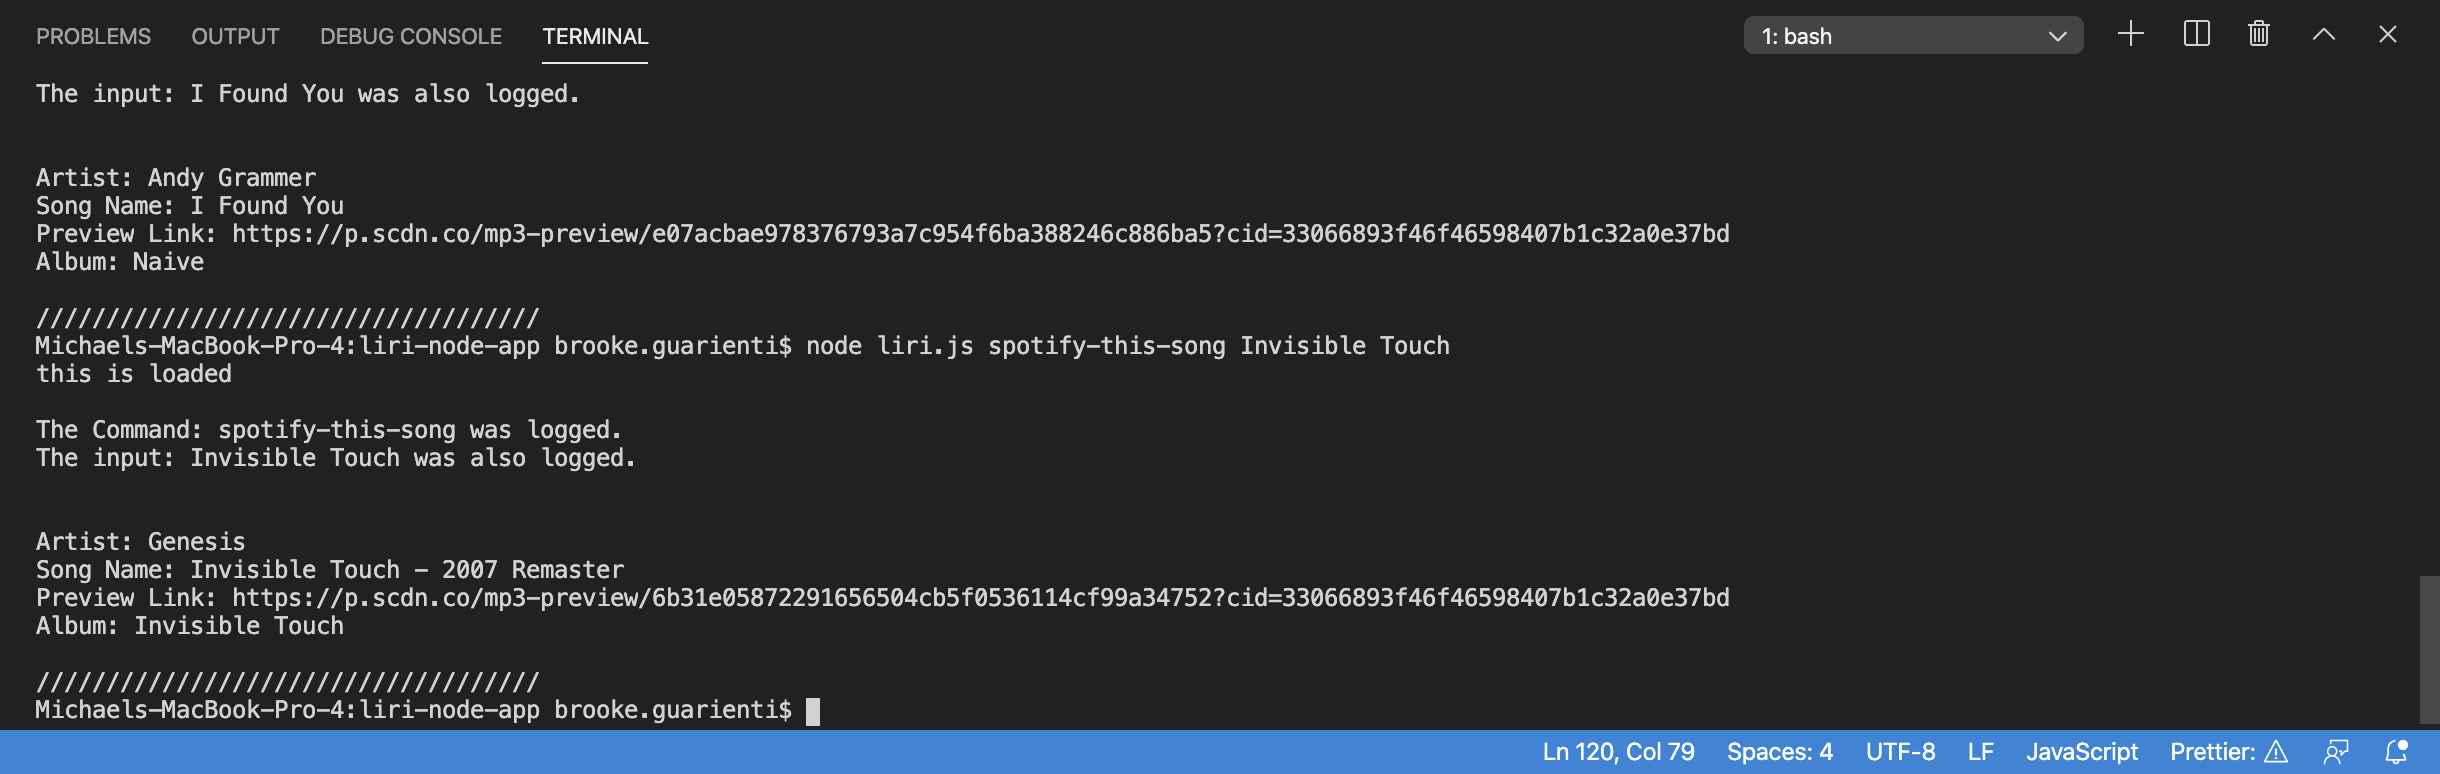 PROBLEMS OUTPUT DEBUG CONSOLE TERMINAL 1: bash
The input: I Found You was also logged.
Artist: Andy Grammer
Song Name: I Found You
Preview Link: https://p.scdn.co/mp3-preview/e07acbae978376793a7c954f6ba388246c886ba5?cid=33066893f46f46598407b1c32a0e37bd
Album: Naive
////////////////////////////////////
Michaels-MacBook-Pro-4:liri-node-app brooke.guarienti$ node liri.js spotify-this-song Invisible Touch
this is loaded
The Command: spotify-this-song was logged.
The input: Invisible Touch was also logged.
Artist: Genesis
Song Name: Invisible Touch - 2007 Remaster
Preview Link: https://p.scdn.co/mp3-preview/6b31e05872291656504cb5f0536114cf99a34752?cid=33066893f46f46598407b1c32a0e37bd
Album: Invisible Touch
////////////////////////////////////
Michaels-MacBook-Pro-4:liri-node-app brooke.guarienti$
Ln 120, Col 79 Spaces: 4 UTF-8 LF JavaScript Prettier: ⚠